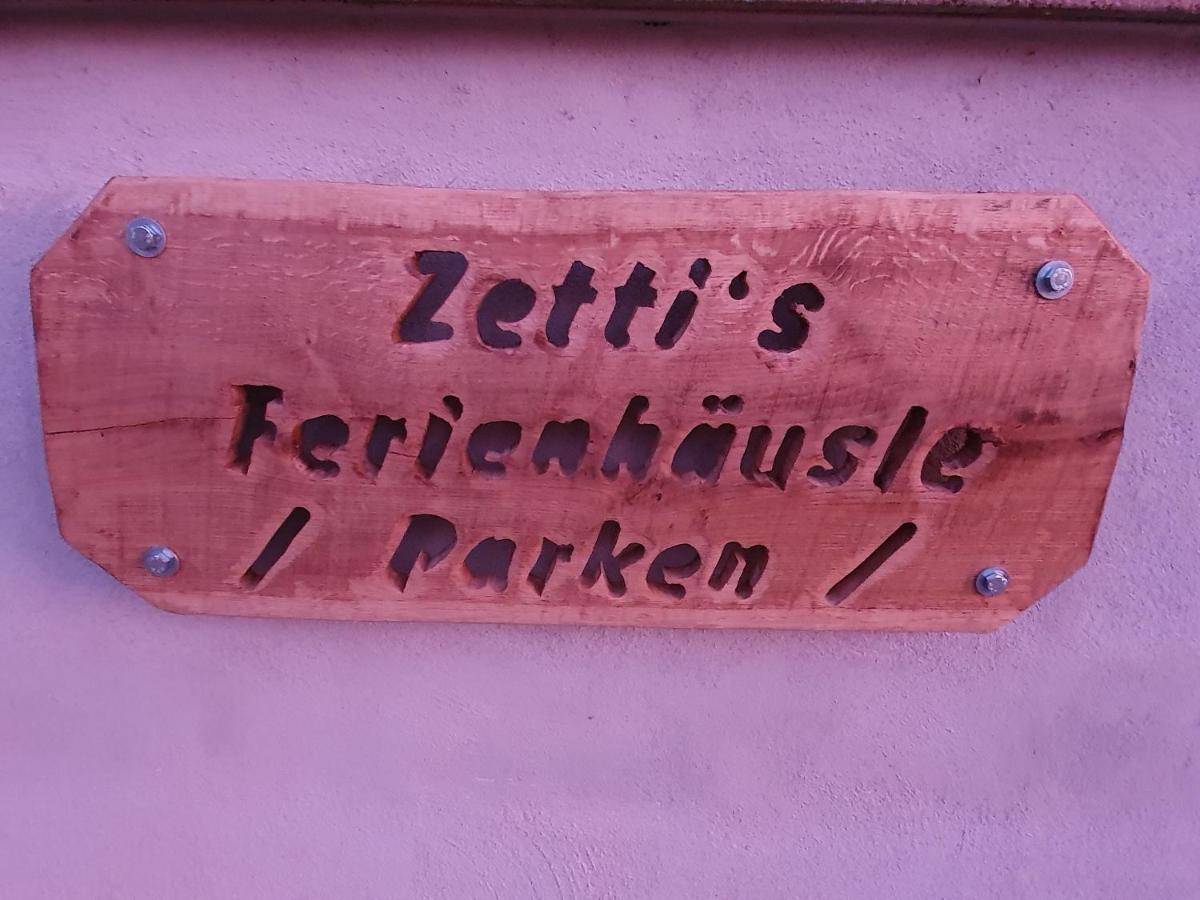 Zetti's
Ferienhäusle
/ Parken /